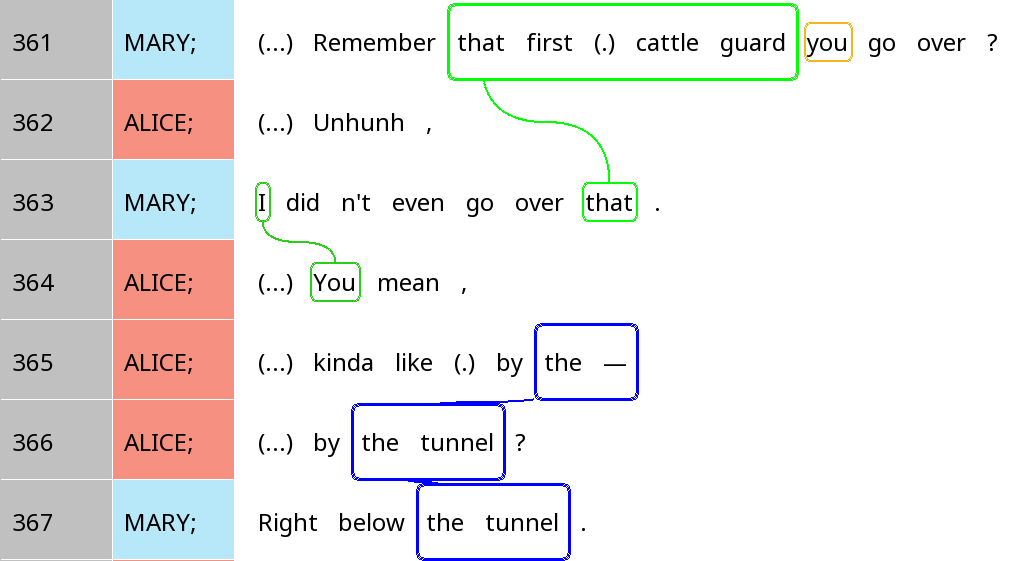 361 MARY; (...) Remember that first (.) cattle guard you go over ?
362 ALICE; (...) Unhunh ,
363 MARY; I did n't even go over that .
364 ALICE; (...) You mean ,
365 ALICE; (...) kinda like (.) by the —
366 ALICE; (...) by the tunnel ?
367 MARY; Right below the tunnel .